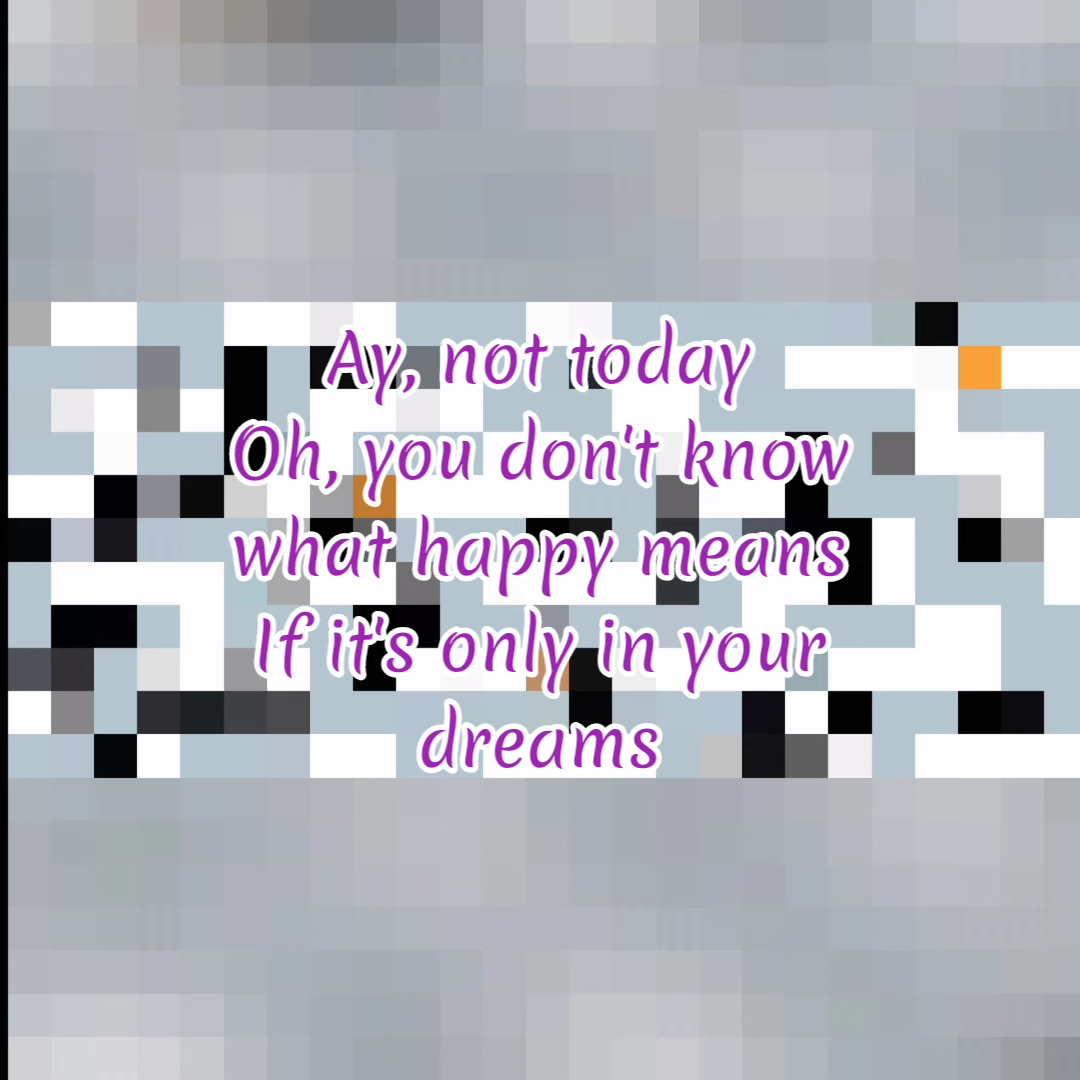 Ay, not today
Oh, you don't know
what happy means
If it's only in your
dreams